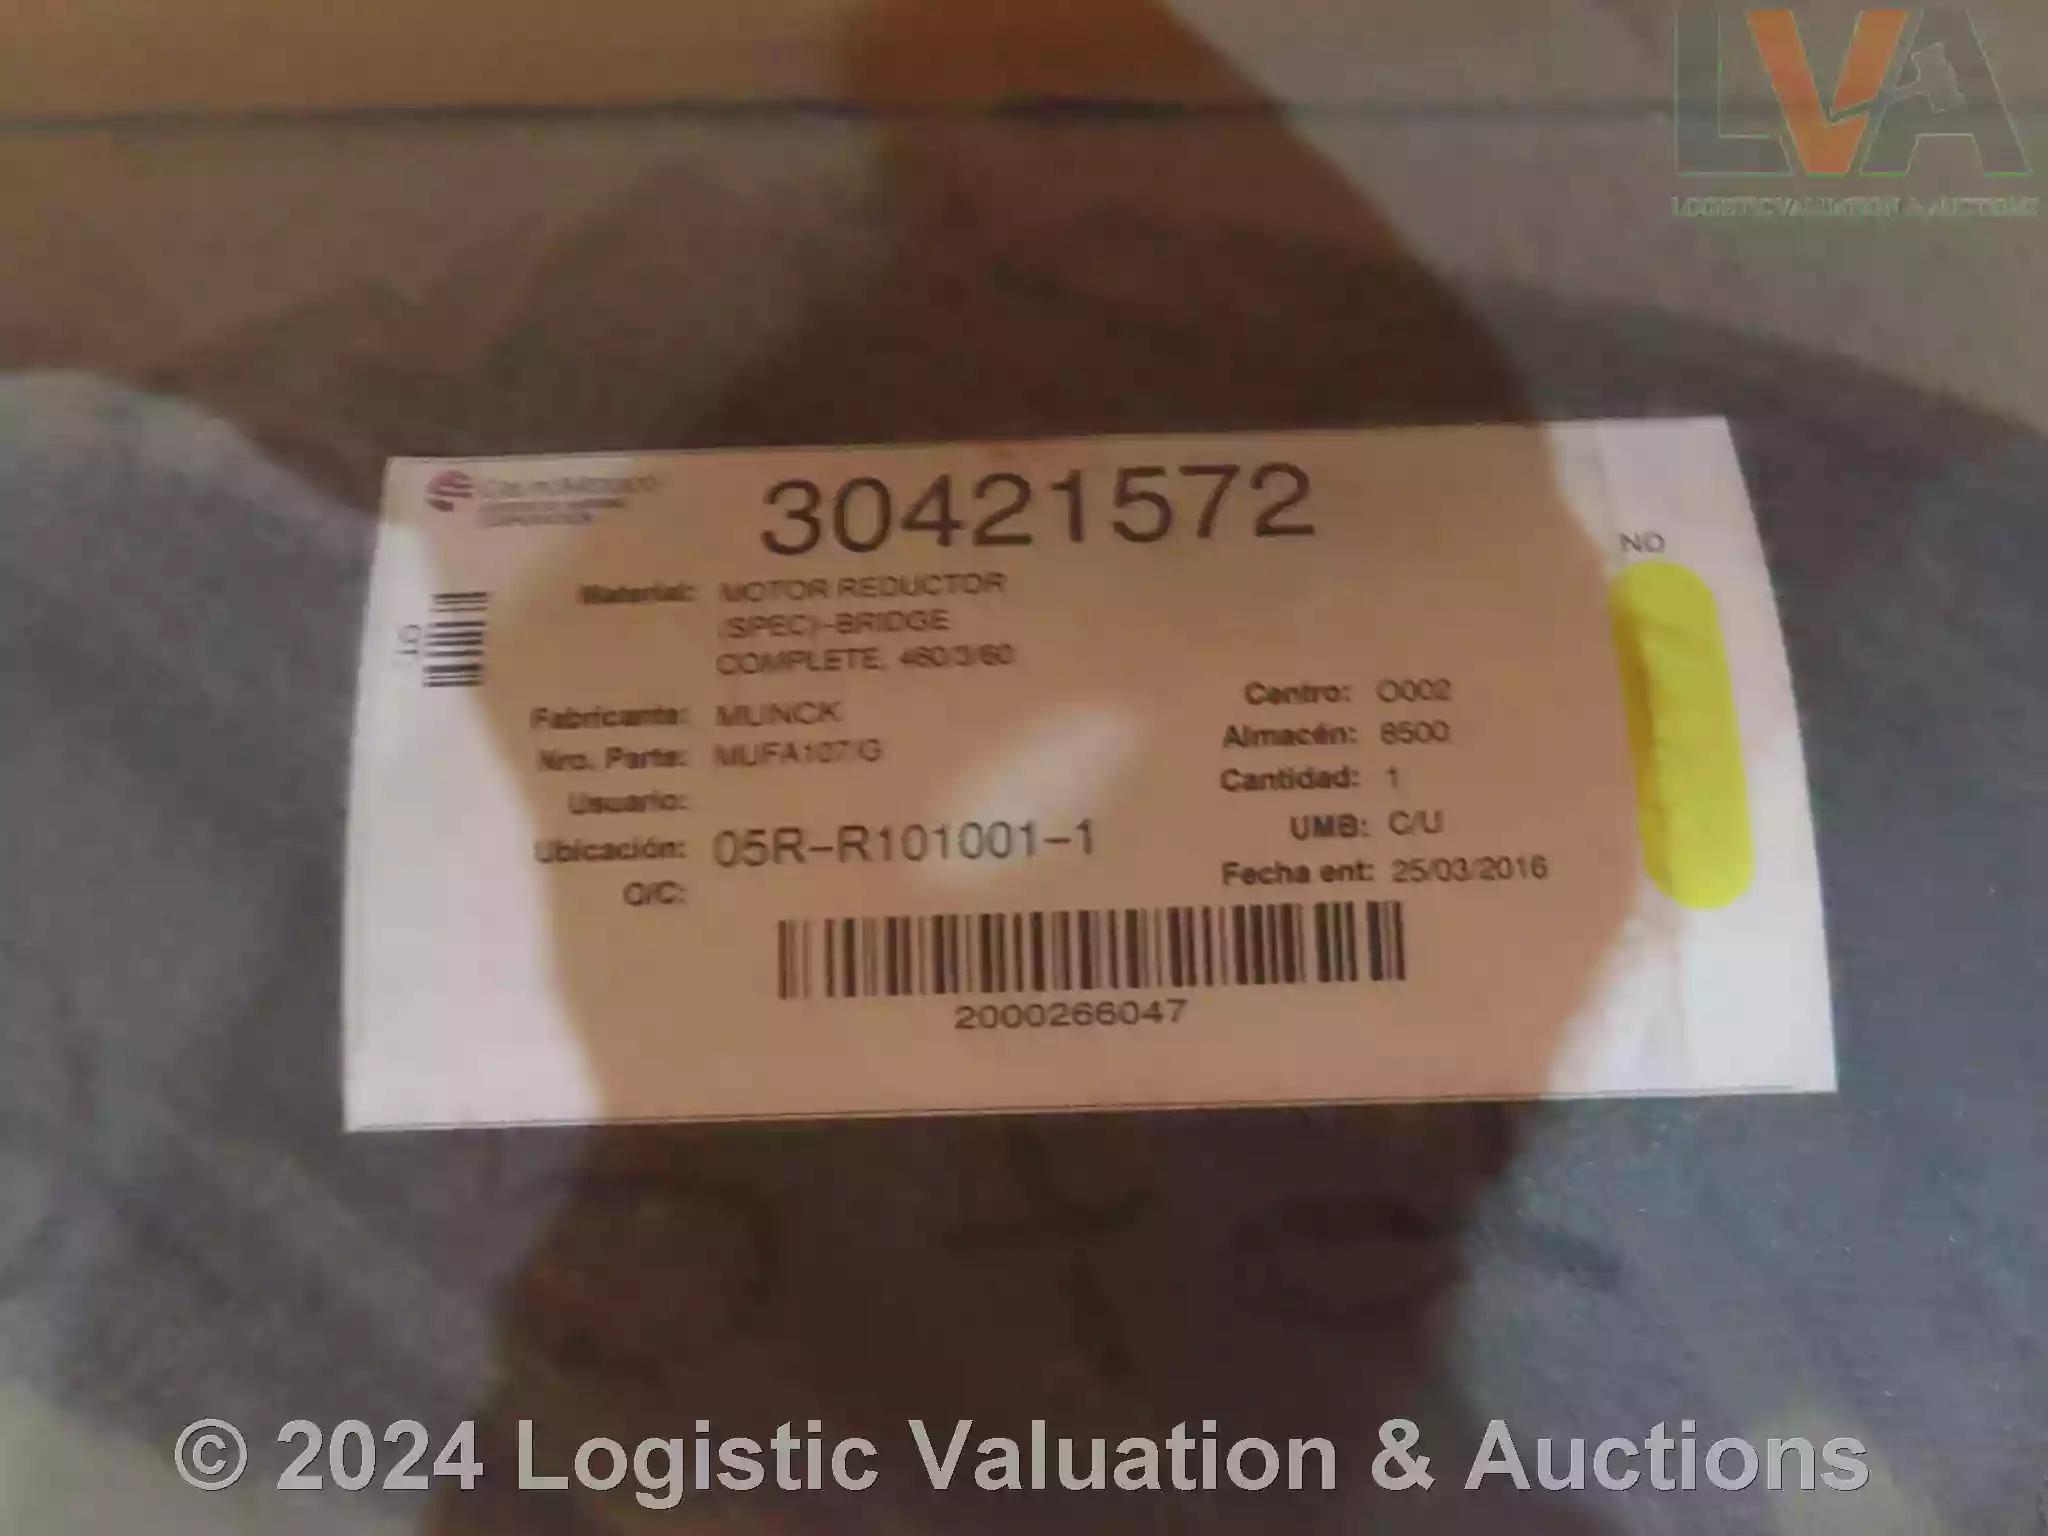 LVA
LOGISTIC VALUATION & AUCTIONS
GRUPO MEXICO
30421572
NO
Material: MOTOR REDUCTOR
(SPEC)-BRIDGE
COMPLETE, 460/3/60
Fabricante: MUNCK
Nro. Parte: MUFA107/G
Usuario:
Ubicación: 05R-R101001-1
O/C:
Centro: O002
Almacén: 8500
Cantidad: 1
UMB: C/U
Fecha ent: 25/03/2016
2000266047
© 2024 Logistic Valuation & Auctions